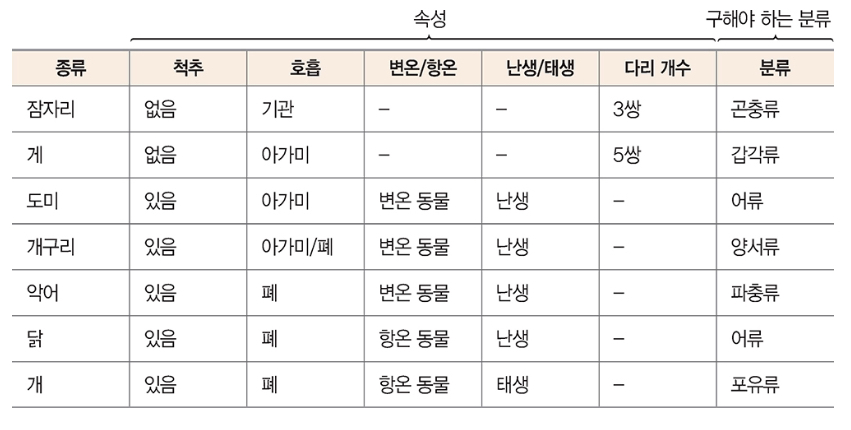 속성 구해야 하는 분류
종류 척추 호흡 변온/항온 난생/태생 다리 개수 분류
잠자리 없음 기관 – – 3쌍 곤충류
게 없음 아가미 – – 5쌍 갑각류
도미 있음 아가미 변온 동물 난생 – 어류
개구리 있음 아가미/폐 변온 동물 난생 – 양서류
악어 있음 폐 변온 동물 난생 – 파충류
닭 있음 폐 항온 동물 난생 – 어류
개 있음 폐 항온 동물 태생 – 포유류